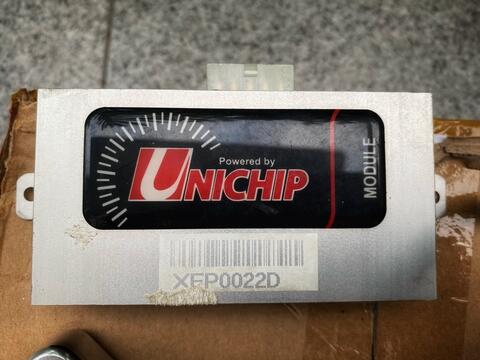 Powered by
UNICHIP
MODULE
XFP0022D